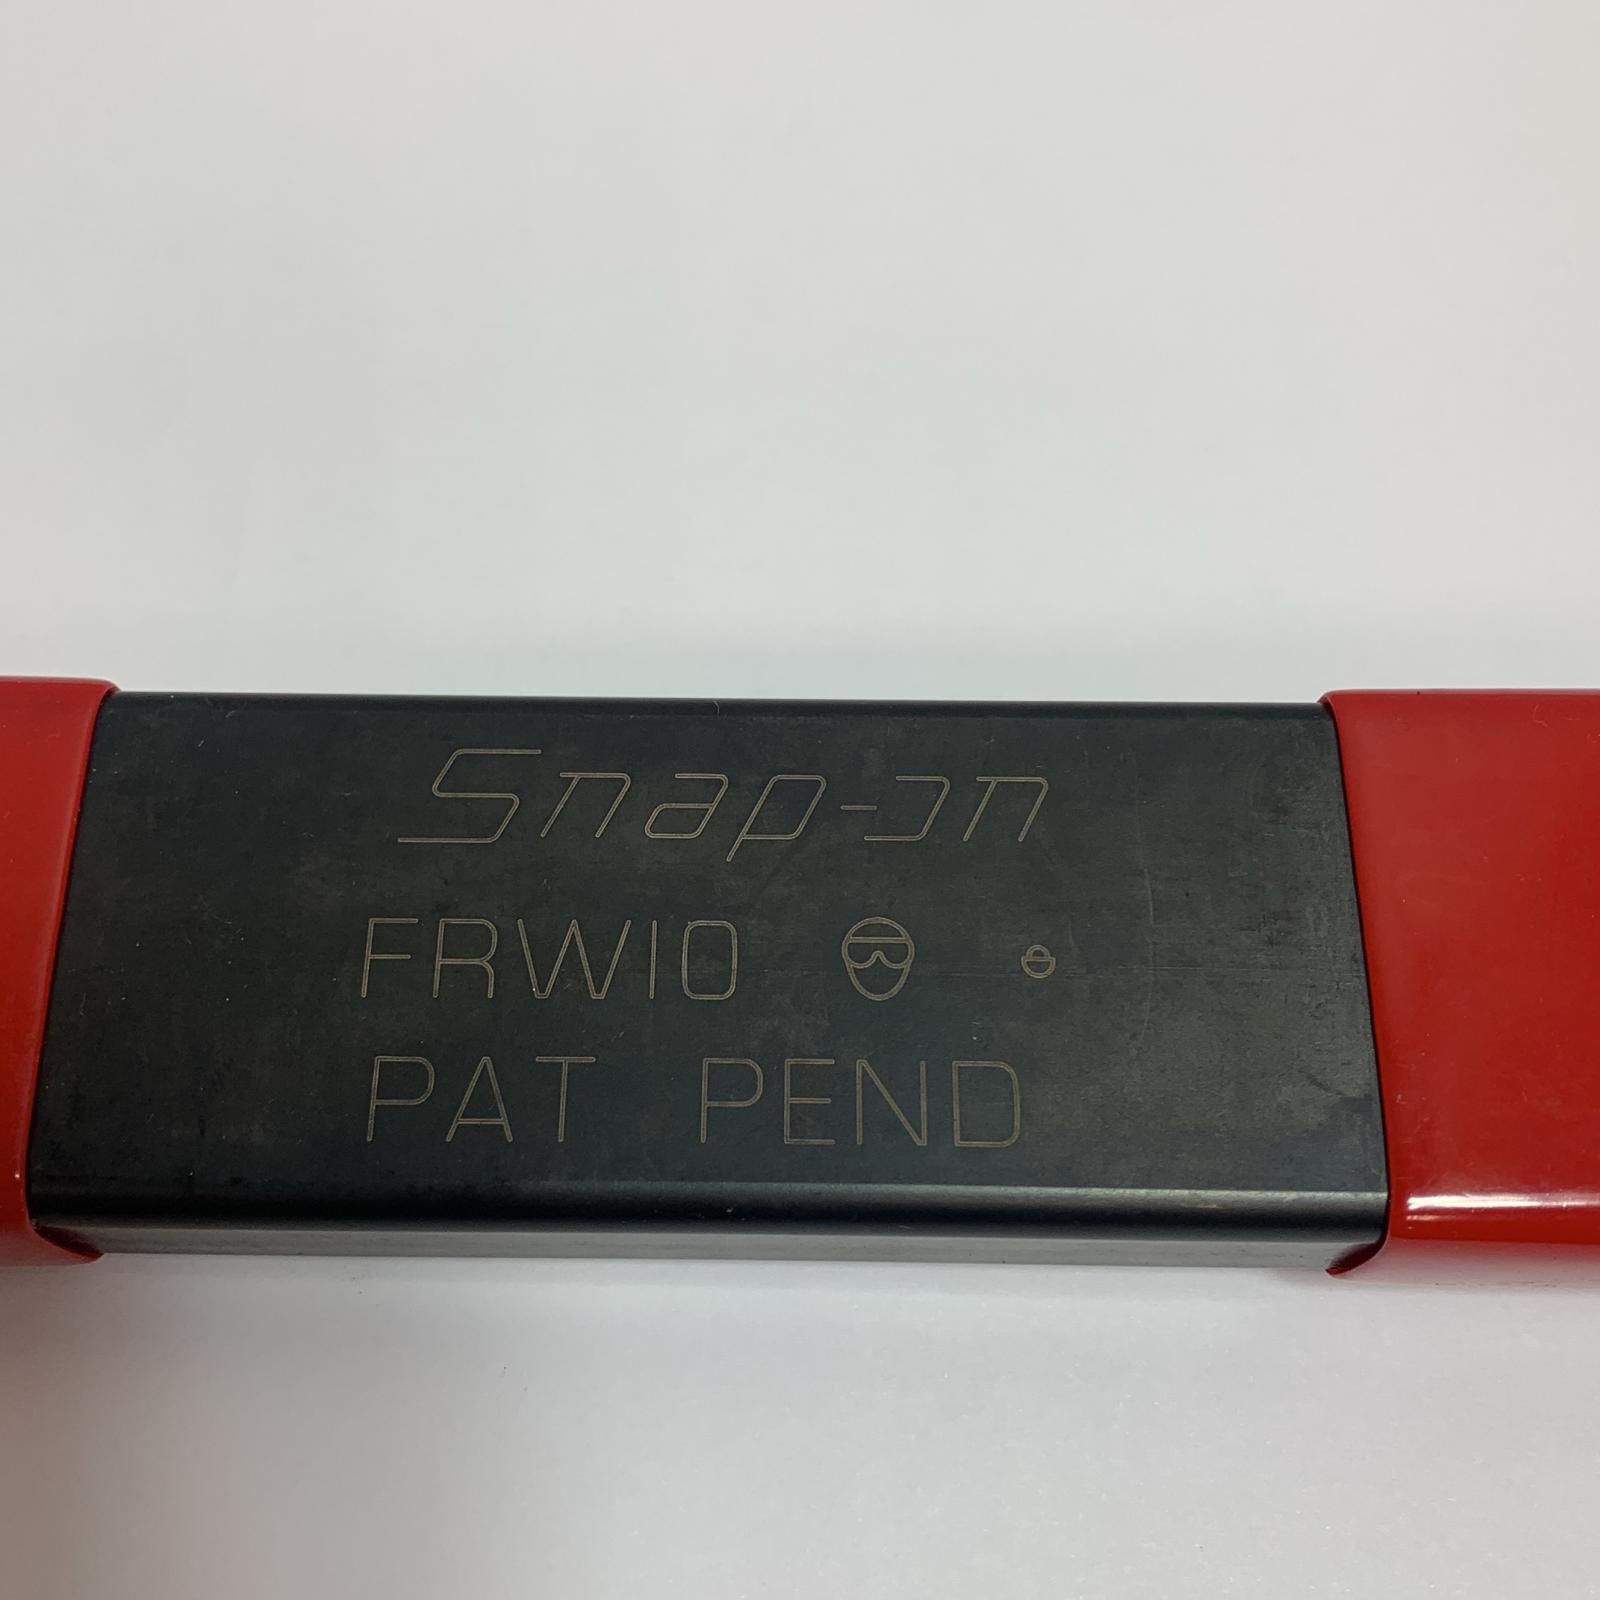 Snap-on
FRW10
PAT PEND